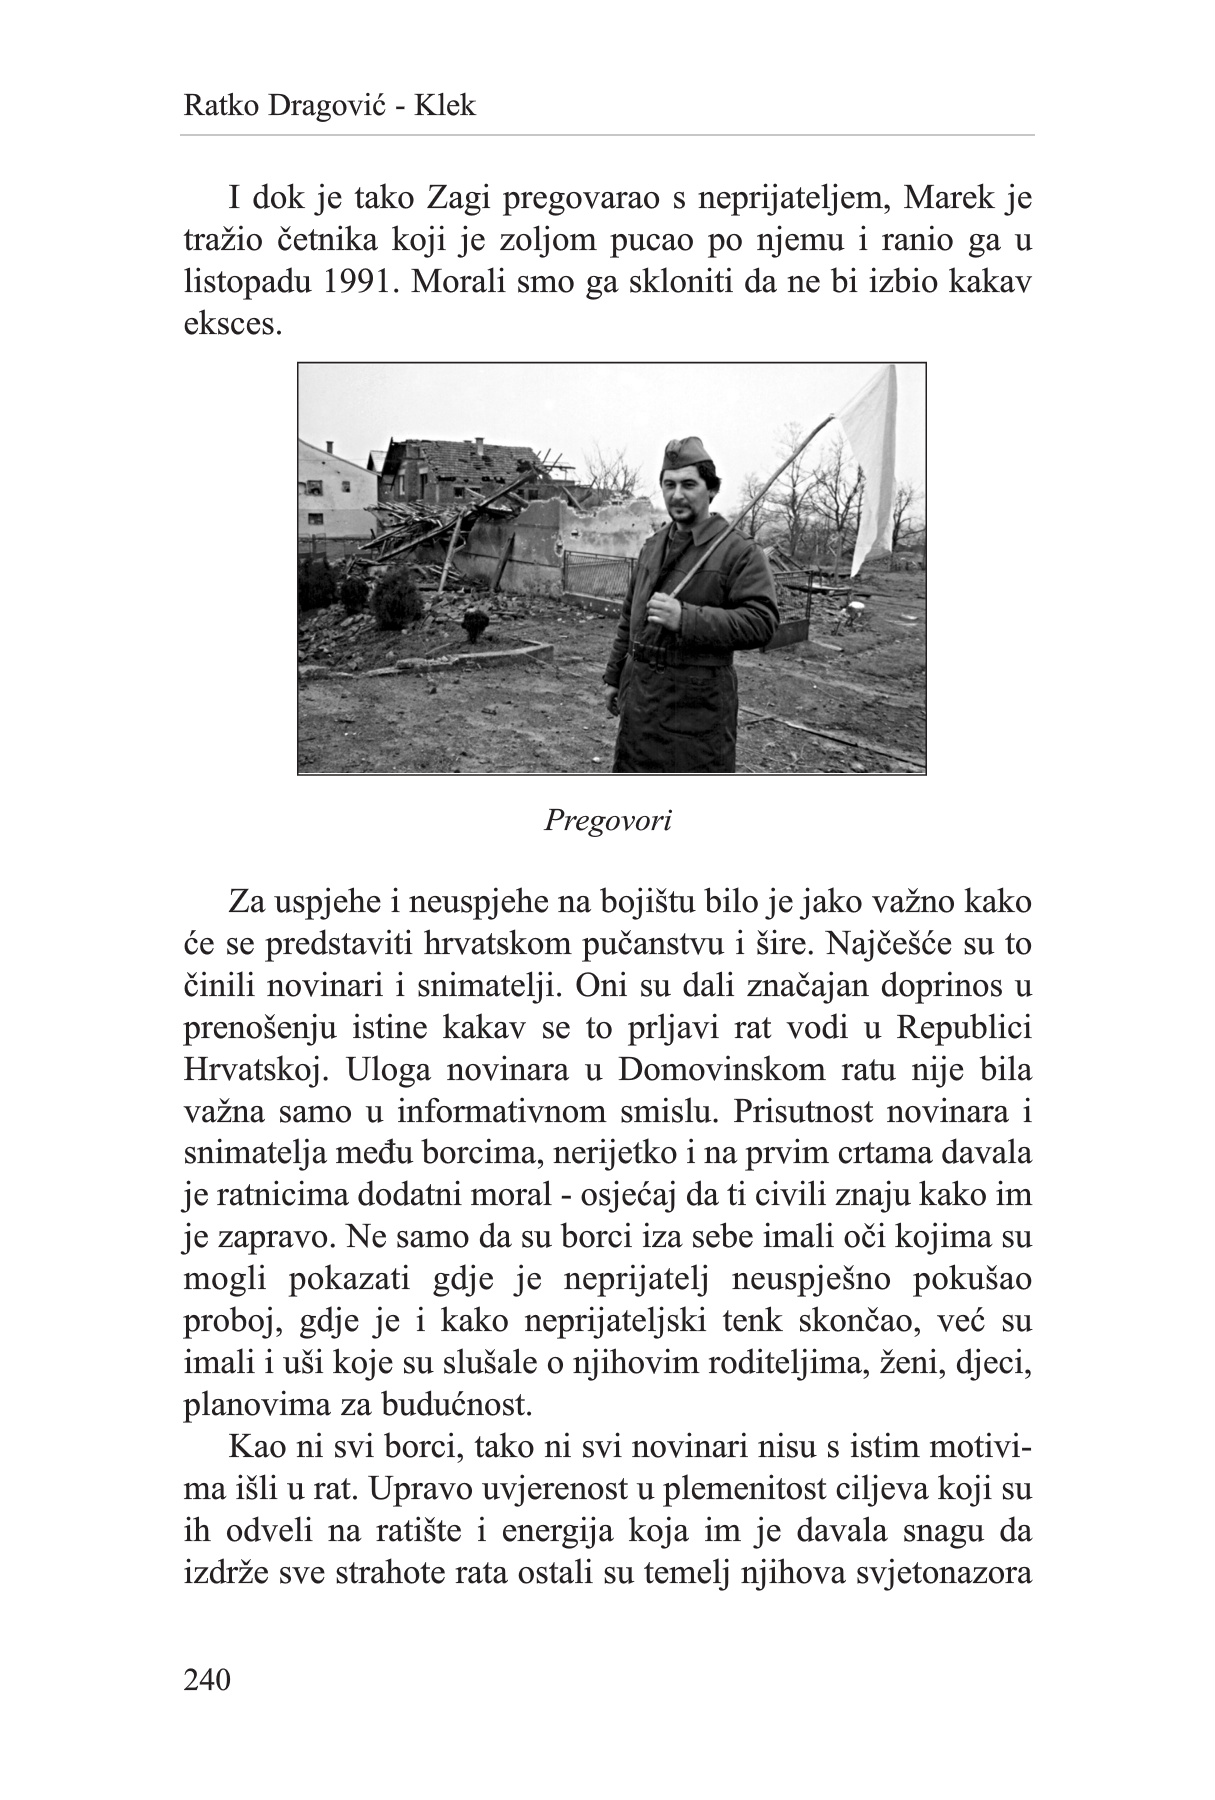 Ratko Dragović - Klek
I dok je tako Zagi pregovarao s neprijateljem, Marek je
tražio četnika koji je zoljom pucao po njemu i ranio ga u
listopadu 1991. Morali smo ga skloniti da ne bi izbio kakav
eksces.
Pregovori
Za uspjehe i neuspjehe na bojištu bilo je jako važno kako
će se predstaviti hrvatskom pučanstvu i šire. Najčešće su to
činili novinari i snimatelji. Oni su dali značajan doprinos u
prenošenju istine kakav se to prljavi rat vodi u Republici
Hrvatskoj. Uloga novinara u Domovinskom ratu nije bila
važna samo u informativnom smislu. Prisutnost novinara i
snimatelja među borcima, nerijetko i na prvim crtama davala
je ratnicima dodatni moral - osjećaj da ti civili znaju kako im
je zapravo. Ne samo da su borci iza sebe imali oči kojima su
mogli pokazati gdje je neprijatelj neuspješno pokušao
proboj, gdje je i kako neprijateljski tenk skončao, već su
imali i uši koje su slušale o njihovim roditeljima, ženi, djeci,
planovima za budućnost.
Kao ni svi borci, tako ni svi novinari nisu s istim motivi-
ma išli u rat. Upravo uvjerenost u plemenitost ciljeva koji su
ih odveli na ratište i energija koja im je davala snagu da
izdrže sve strahote rata ostali su temelj njihova svjetonazora
240